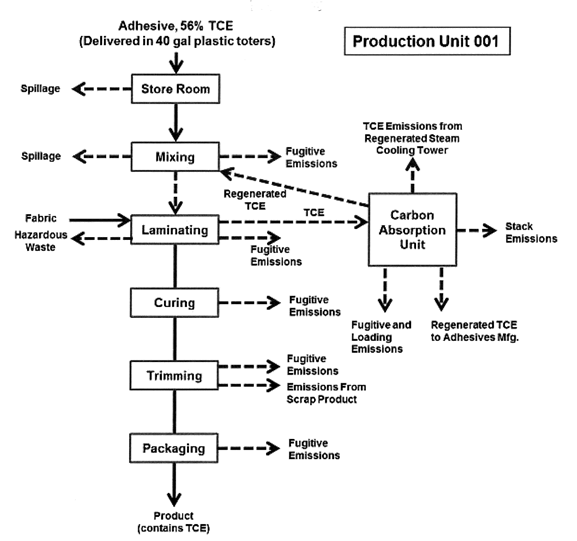 Adhesive, 56% TCE
(Delivered in 40 gal plastic toters)
Production Unit 001
Spillage
Store Room
TCE Emissions from
Regenerated Steam
Cooling Tower
Spillage
Mixing
Fugitive
Emissions
Regenerated
TCE
Fabric
Hazardous
Waste
Laminating
TCE
Fugitive
Emissions
Carbon
Absorption
Unit
Stack
Emissions
Curing
Fugitive
Emissions
Fugitive and
Loading
Emissions
Regenerated TCE
to Adhesives Mfg.
Trimming
Fugitive
Emissions
Emissions From
Scrap Product
Packaging
Fugitive
Emissions
Product
(contains TCE)